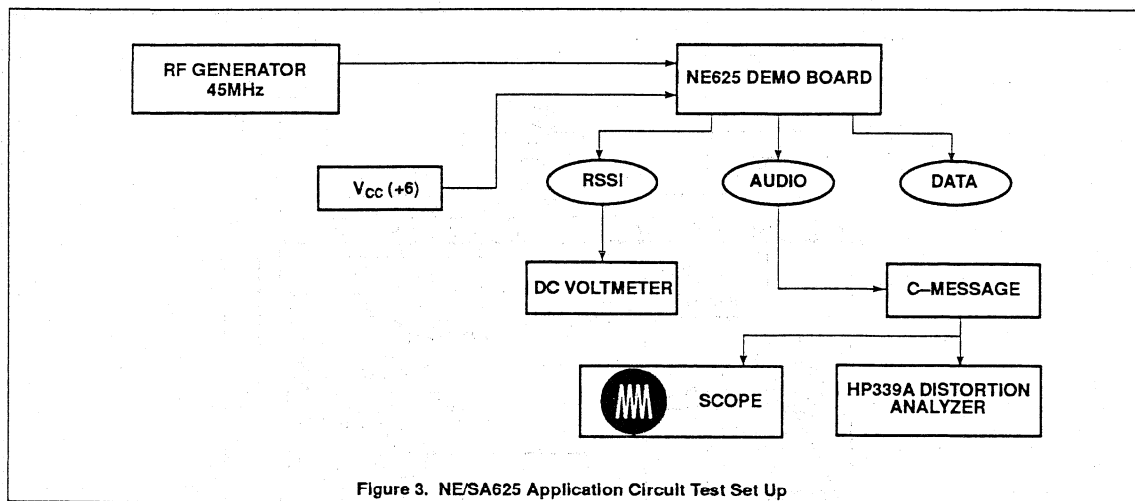 RF GENERATOR
45MHz
NE625 DEMO BOARD
VCC (+6)
RSSI
AUDIO
DATA
DC VOLTMETER
C–MESSAGE
SCOPE
HP339A DISTORTION
ANALYZER
Figure 3. NE/SA625 Application Circuit Test Set Up